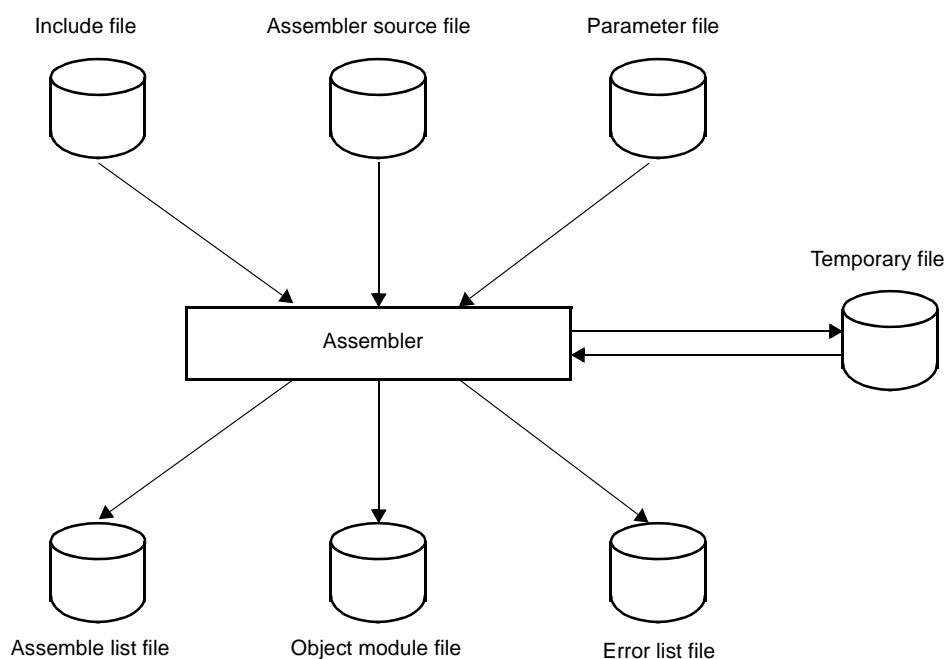 Include file
Assembler source file
Parameter file
Temporary file
Assembler
Assemble list file
Object module file
Error list file